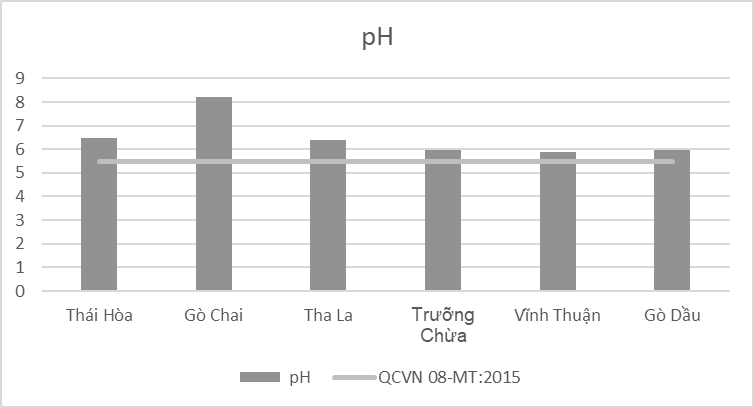 pH
9
8
7
6
5
4
3
2
1
0
Thái Hòa
Gò Chai
Tha La
Trưỡng
Chừa
Vĩnh Thuận
Gò Dầu
pH
QCVN 08-MT:2015